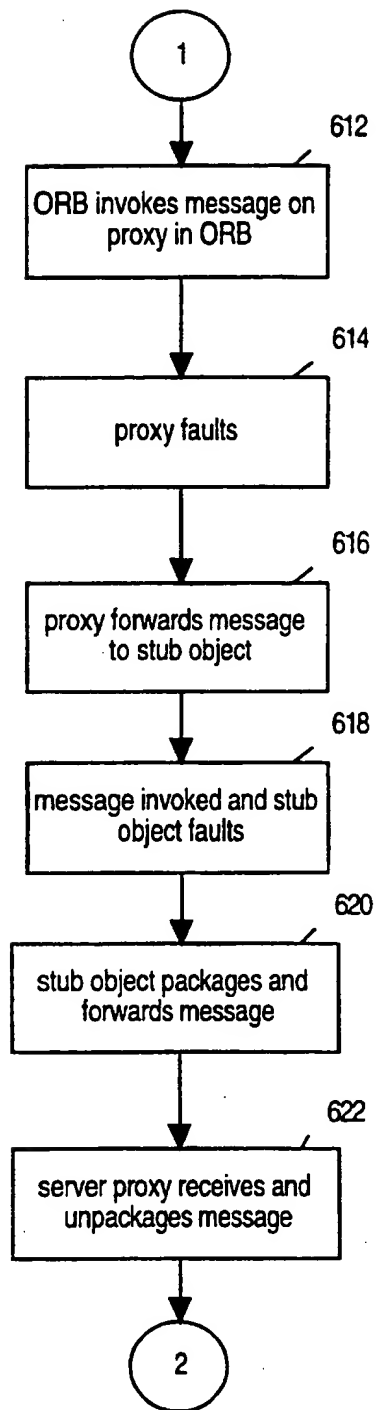 1
612
ORB invokes message on
proxy in ORB
614
proxy faults
616
proxy forwards message
to stub object
618
message invoked and stub
object faults
620
stub object packages and
forwards message
622
server proxy receives and
unpackages message
2